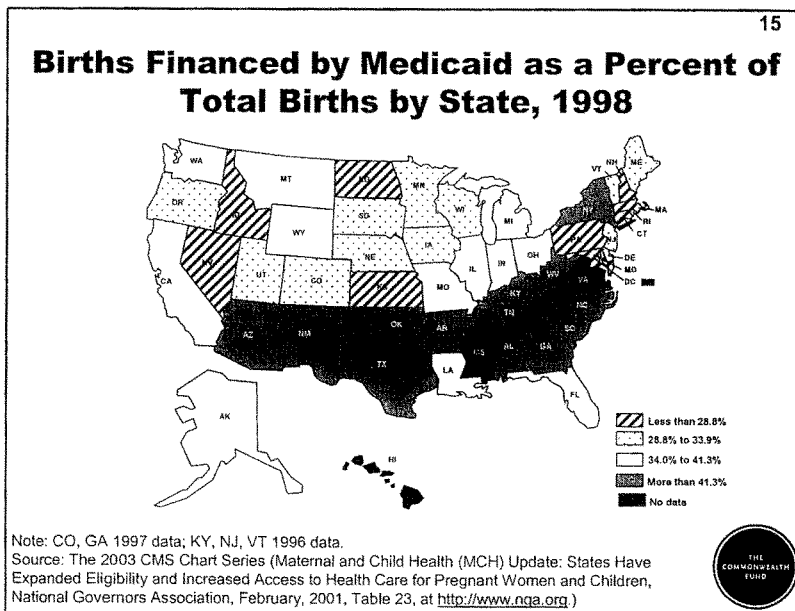 15
Births Financed by Medicaid as a Percent of
Total Births by State, 1998
WA
MT
MN
WI
MI
VT
NH
ME
MA
RI
CT
OR
ID
SD
WY
NE
IA
PA
NJ
NV
UT
CO
KS
CA
IL
IN
OH
DE
MD
DC
MO
KY
WV
VA
NC
TN
SC
AZ
NM
OK
AR
MS
AL
GA
TX
LA
FL
AK
HI
Less than 28.8%
28.8% to 33.9%
34.0% to 41.3%
More than 41.3%
No data
Note: CO, GA 1997 data; KY, NJ, VT 1996 data.
Source: The 2003 CMS Chart Series (Maternal and Child Health (MCH) Update: States Have
Expanded Eligibility and Increased Access to Health Care for Pregnant Women and Children,
National Governors Association, February, 2001, Table 23, at http://www.nga.org.)
THE
COMMONWEALTH
FUND